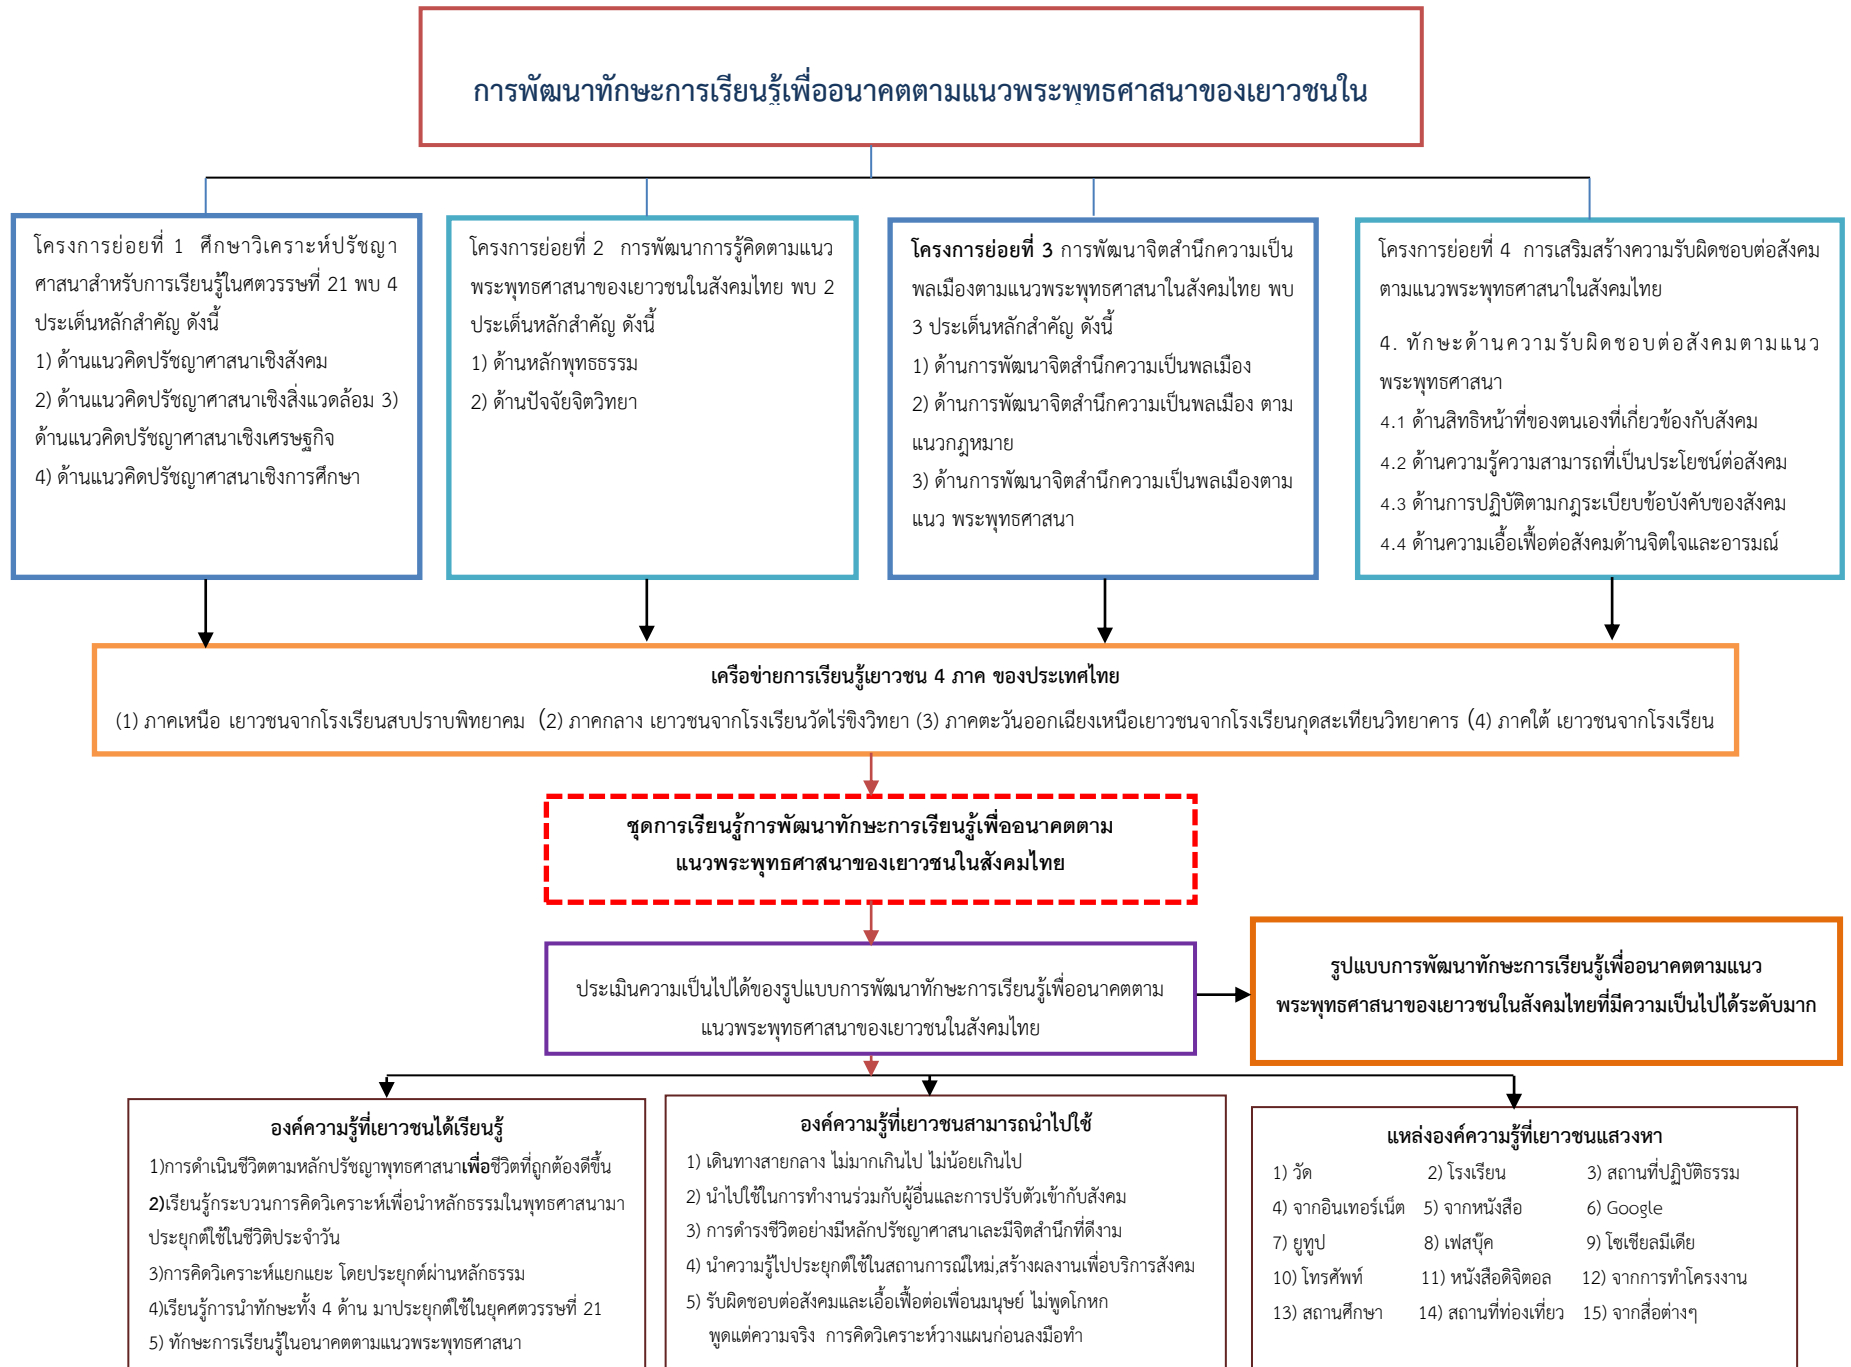 การพัฒนาทักษะการเรียนรู้เพื่ออนาคตตามแนวพระพุทธศาสนาของเยาวชนใน
โครงการย่อยที่ 1 ศึกษาวิเคราะห์ปรัชญา
ศาสนาสำหรับการเรียนรู้ในศตวรรษที่ 21 พบ 4
ประเด็นหลักสำคัญ ดังนี้
1) ด้านแนวคิดปรัชญาศาสนาเชิงสังคม
2) ด้านแนวคิดปรัชญาศาสนาเชิงสิ่งแวดล้อม 3)
ด้านแนวคิดปรัชญาศาสนาเชิงเศรษฐกิจ
4) ด้านแนวคิดปรัชญาศาสนาเชิงการศึกษา
โครงการย่อยที่ 2 การพัฒนาการรู้คิดตามแนว
พระพุทธศาสนาของเยาวชนในสังคมไทย พบ 2
ประเด็นหลักสำคัญ ดังนี้
1) ด้านหลักพุทธธรรม
2) ด้านปัจจัยจิตวิทยา
โครงการย่อยที่ 3 การพัฒนาจิตสำนึกความเป็น
พลเมืองตามแนวพระพุทธศาสนาในสังคมไทย พบ
3 ประเด็นหลักสำคัญ ดังนี้
1) ด้านการพัฒนาจิตสำนึกความเป็นพลเมือง
2) ด้านการพัฒนาจิตสำนึกความเป็นพลเมือง ตาม
แนวกฎหมาย
3) ด้านการพัฒนาจิตสำนึกความเป็นพลเมืองตาม
แนว พระพุทธศาสนา
โครงการย่อยที่ 4 การเสริมสร้างความรับผิดชอบต่อสังคม
ตามแนวพระพุทธศาสนาในสังคมไทย
4. ทักษะด้านความรับผิดชอบต่อสังคมตามแนว
พระพุทธศาสนา
4.1 ด้านสิทธิหน้าที่ของตนเองที่เกี่ยวข้องกับสังคม
4.2 ด้านความรู้ความสามารถที่เป็นประโยชน์ต่อสังคม
4.3 ด้านการปฏิบัติตามกฎระเบียบข้อบังคับของสังคม
4.4 ด้านความเอื้อเฟื้อต่อสังคมด้านจิตใจและอารมณ์
เครือข่ายการเรียนรู้เยาวชน 4 ภาค ของประเทศไทย
(1) ภาคเหนือ เยาวชนจากโรงเรียนสบปราบพิทยาคม (2) ภาคกลาง เยาวชนจากโรงเรียนวัดไร่ขิงวิทยา (3) ภาคตะวันออกเฉียงเหนือเยาวชนจากโรงเรียนกุดสะเทียนวิทยาคาร (4) ภาคใต้ เยาวชนจากโรงเรียน
ชุดการเรียนรู้การพัฒนาทักษะการเรียนรู้เพื่ออนาคตตาม
แนวพระพุทธศาสนาของเยาวชนในสังคมไทย
ประเมินความเป็นไปได้ของรูปแบบการพัฒนาทักษะการเรียนรู้เพื่ออนาคตตาม
แนวพระพุทธศาสนาของเยาวชนในสังคมไทย
รูปแบบการพัฒนาทักษะการเรียนรู้เพื่ออนาคตตามแนว
พระพุทธศาสนาของเยาวชนในสังคมไทยที่มีความเป็นไปได้ระดับมาก
องค์ความรู้ที่เยาวชนได้เรียนรู้
1)การดำเนินชีวิตตามหลักปรัชญาพุทธศาสนาเพื่อชีวิตที่ถูกต้องดีขึ้น
2)เรียนรู้กระบวนการคิดวิเคราะห์เพื่อนำหลักธรรมในพุทธศาสนามา
ประยุกต์ใช้ในชีวิติประจำวัน
3)การคิดวิเคราะห์แยกแยะ โดยประยุกต์ผ่านหลักธรรม
4)เรียนรู้การนำทักษะทั้ง 4 ด้าน มาประยุกต์ใช้ในยุคศตวรรษที่ 21
5) ทักษะการเรียนรู้ในอนาคตตามแนวพระพุทธศาสนา
องค์ความรู้ที่เยาวชนสามารถนำไปใช้
1) เดินทางสายกลาง ไม่มากเกินไป ไม่น้อยเกินไป
2) นำไปใช้ในการทำงานร่วมกับผู้อื่นและการปรับตัวเข้ากับสังคม
3) การดำรงชีวิตอย่างมีหลักปรัชญาศาสนาเละมีจิตสำนึกที่ดีงาม
4) นำความรู้ไปประยุกต์ใช้ในสถานการณ์ใหม่,สร้างผลงานเพื่อบริการสังคม
5) รับผิดชอบต่อสังคมและเอื้อเฟื้อต่อเพื่อนมนุษย์ ไม่พูดโกหก
พูดแต่ความจริง การคิดวิเคราะห์วางแผนก่อนลงมือทำ
แหล่งองค์ความรู้ที่เยาวชนแสวงหา
1) วัด 2) โรงเรียน 3) สถานที่ปฏิบัติธรรม
4) จากอินเทอร์เน็ต 5) จากหนังสือ 6) Google
7) ยูทูป 8) เฟสบุ๊ค 9) โซเชียลมีเดีย
10) โทรศัพท์ 11) หนังสือดิจิตอล 12) จากการทำโครงงาน
13) สถานศึกษา 14) สถานที่ท่องเที่ยว 15) จากสื่อต่างๆ